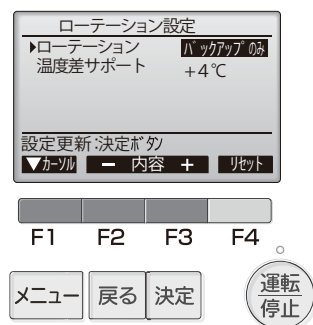 ローテーション設定
▶ローテーション バックアップのみ
温度差サポート +4℃
設定更新:決定ボタン
▼カーソル − 内容 + リセット
F1 F2 F3 F4
メニュー 戻る 決定 運転
停止